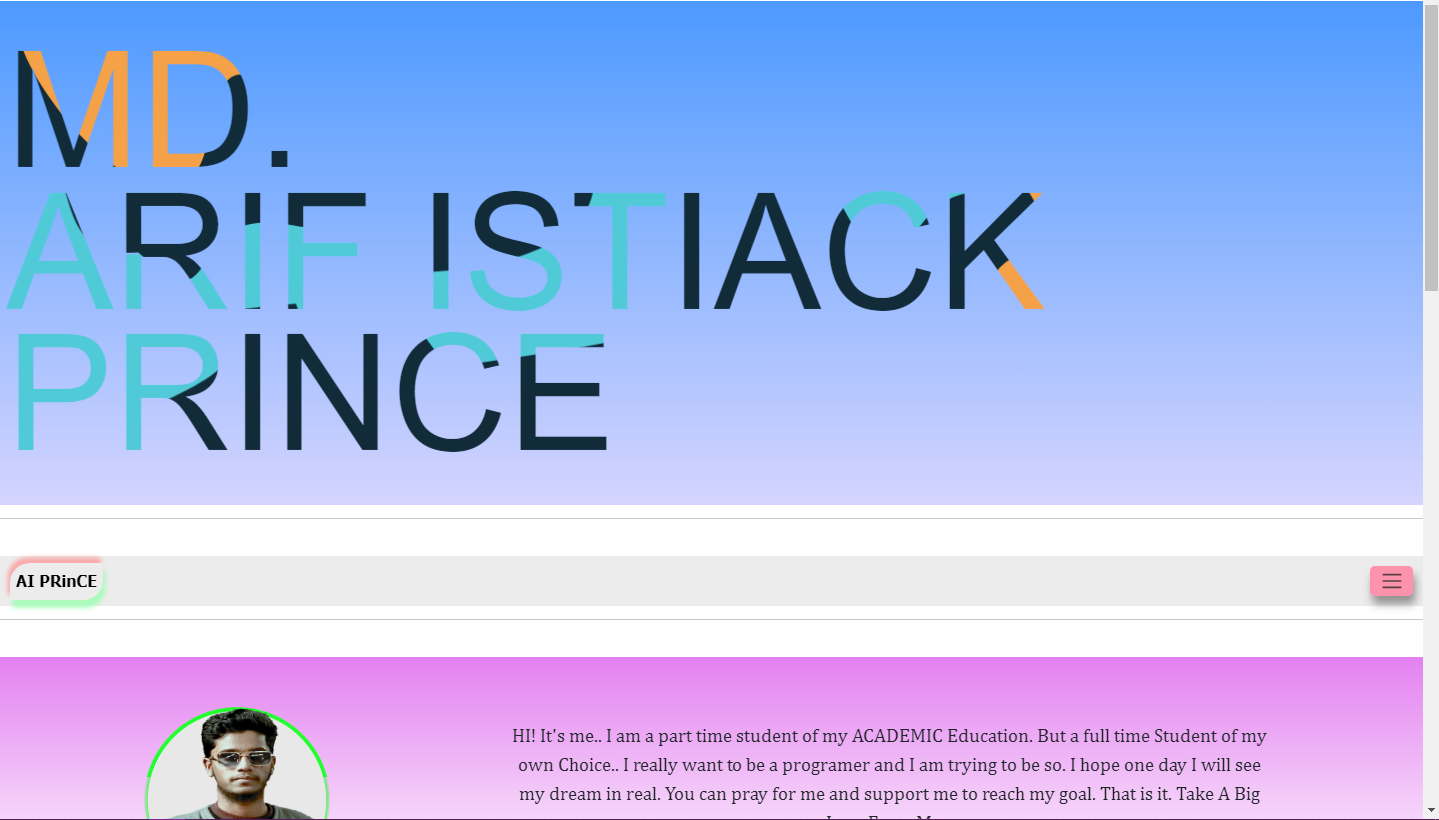 MD.
ARIF ISTIACK
PRINCE
AI PRinCE
HI! It's me.. I am a part time student of my ACADEMIC Education. But a full time Student of my
own Choice.. I really want to be a programer and I am trying to be so. I hope one day I will see
my dream in real. You can pray for me and support me to reach my goal. That is it. Take A Big